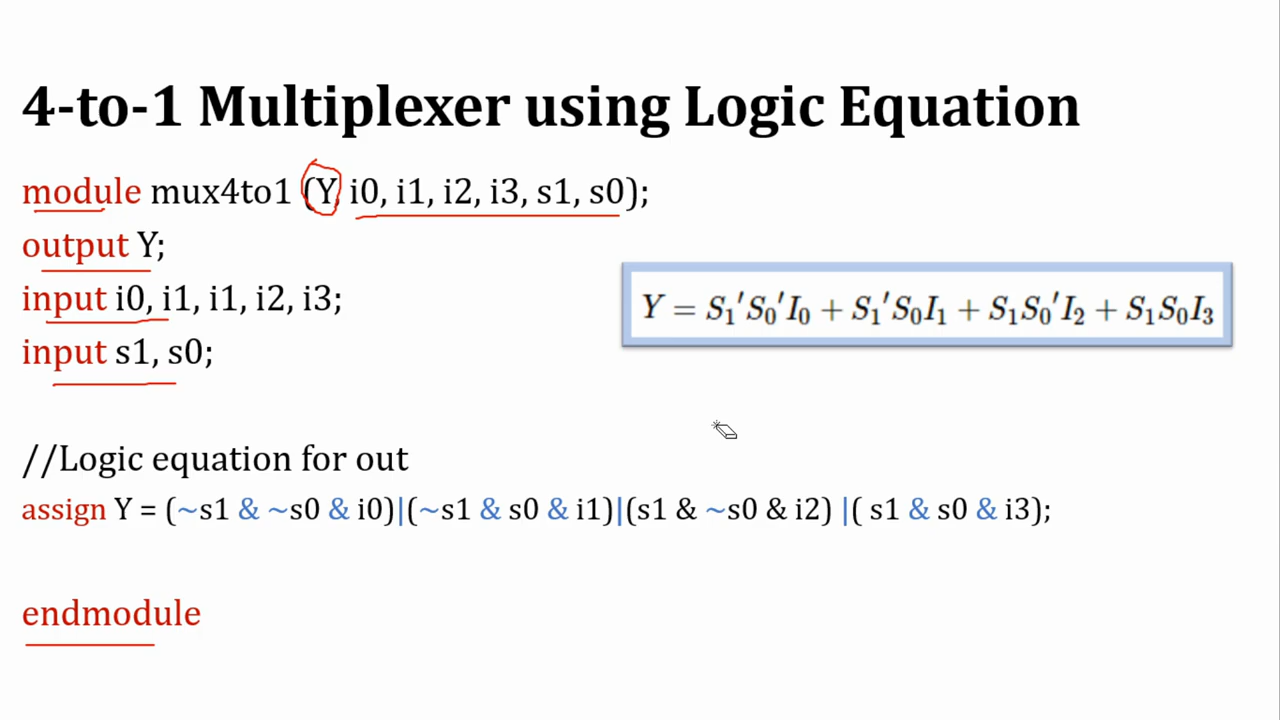 4-to-1 Multiplexer using Logic Equation
module mux4to1 (Y, i0, i1, i2, i3, s1, s0);
output Y;
input i0, i1, i1, i2, i3;
input s1, s0;
Y = S₁′S₀′I₀ + S₁′S₀I₁ + S₁S₀′I₂ + S₁S₀I₃
//Logic equation for out
assign Y = (~s1 & ~s0 & i0)|(~s1 & s0 & i1)|(s1 & ~s0 & i2) |( s1 & s0 & i3);
endmodule